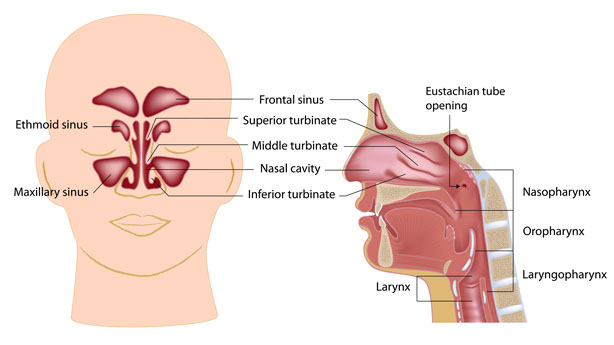 Frontal sinus
Eustachian tube
opening
Superior turbinate
Ethmoid sinus
Middle turbinate
Nasal cavity
Maxillary sinus
Inferior turbinate
Nasopharynx
Oropharynx
Laryngopharynx
Larynx